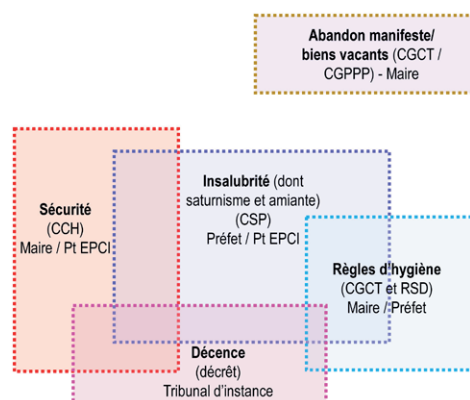 Abandon manifeste/
biens vacants (CGCT /
CGPPP) - Maire
Sécurité
(CCH)
Maire / Pt EPCI
Insalubrité (dont
saturnisme et amiante)
(CSP)
Préfet / Pt EPCI
Règles d'hygiène
(CGCT et RSD)
Maire / Préfet
Décence
(décrêt)
Tribunal d'instance